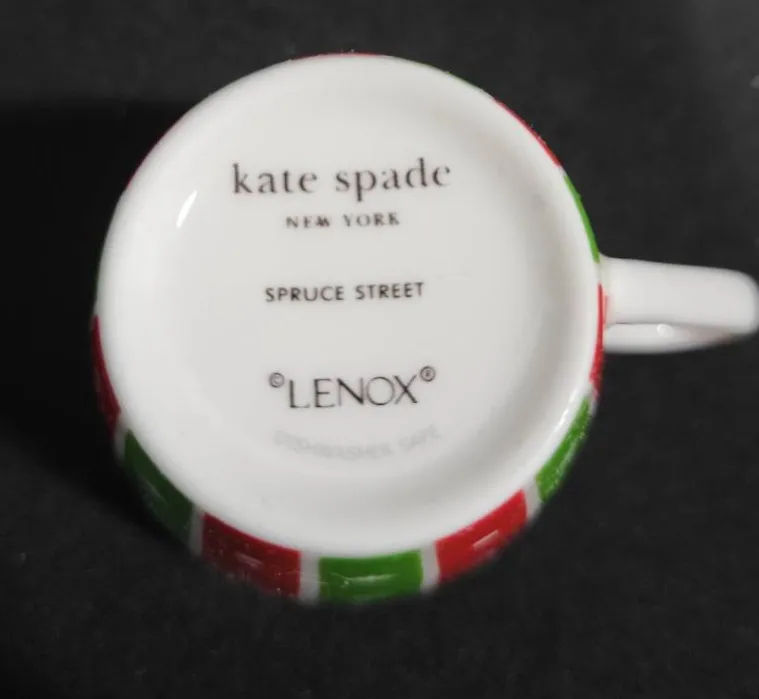 kate spade
NEW YORK
SPRUCE STREET
©LENOX®
DISHWASHER SAFE